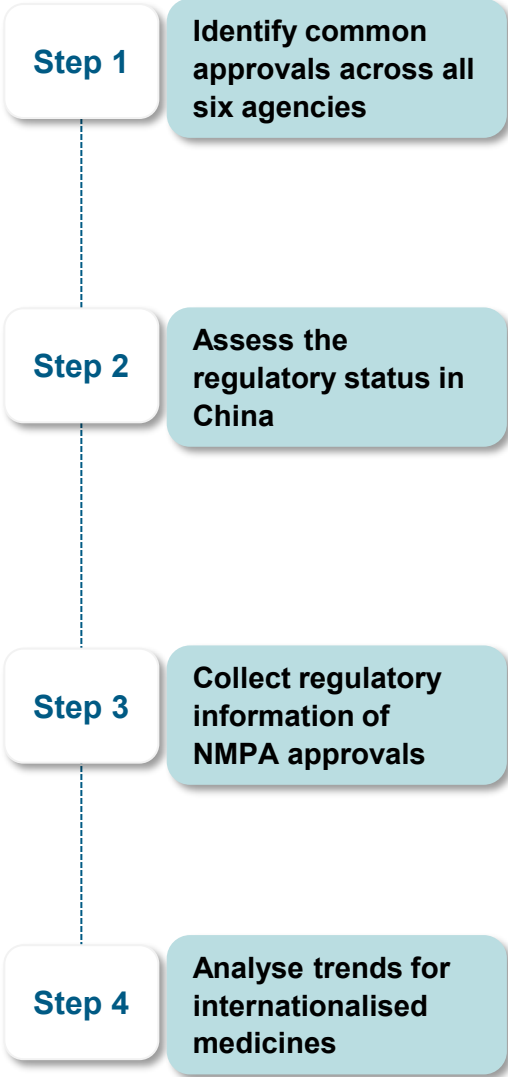 Step 1
Identify common
approvals across all
six agencies
Step 2
Assess the
regulatory status in
China
Step 3
Collect regulatory
information of
NMPA approvals
Step 4
Analyse trends for
internationalised
medicines